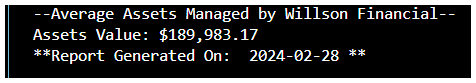 --Average Assets Managed by Willson Financial--
Assets Value: $189,983.17
**Report Generated On:  2024-02-28 **